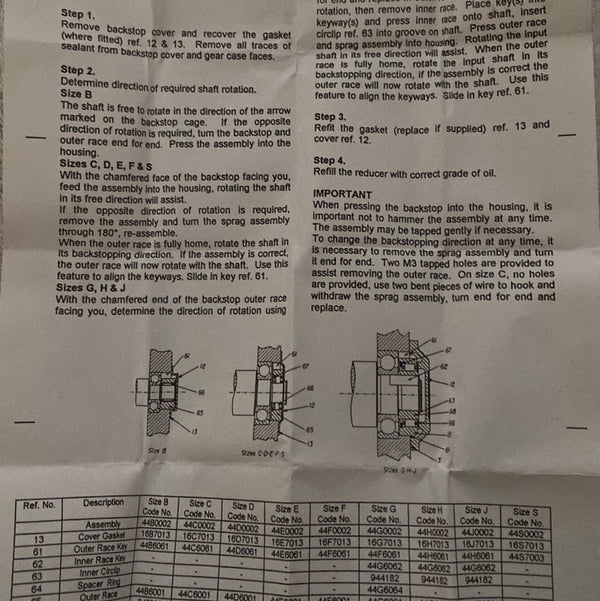 Step 1.
Remove backstop cover and recover the gasket
(where fitted) ref. 12 & 13. Remove all traces of
sealant from backstop cover and gear case faces.
Step 2.
Determine direction of required shaft rotation.
Size B
The shaft is free to rotate in the direction of the arrow
marked on the backstop cage. If the opposite
direction of rotation is required, turn the backstop and
outer race end for end. Press the assembly into the
housing.
Sizes C, D, E, F & S
With the chamfered face of the backstop facing you,
feed the assembly into the housing, rotating the shaft
in its free direction will assist.
If the opposite direction of rotation is required,
remove the assembly and turn the sprag assembly
through 180°, re-assemble.
When the outer race is fully home, rotate the shaft in
its backstopping direction. If the assembly is correct,
the outer race will now rotate with the shaft. Use this
feature to align the keyways. Slide in key ref. 61.
Sizes G, H & J
With the chamfered end of the backstop outer race
facing you, determine the direction of rotation using
rotation, then remove inner race. Place key(s) into
keyway(s) and press inner race onto shaft, insert
circlip ref. 63 into groove on shaft. Press outer race
and sprag assembly into housng. Rotating the input
shaft in its free direction will assist. When the outer
race is fully home, rotate the input shaft in its
backstopping direction, if the assembly is correct the
outer race will now rotate with the shaft. Use this
feature to align the keyways. Slide in key ref. 61.
Step 3.
Refit the gasket (replace if supplied) ref. 13 and
cover ref. 12.
Step 4.
Refill the reducer with correct grade of oil.
IMPORTANT
When pressing the backstop into the housing, it is
important not to hammer the assembly at any time.
The assembly may be tapped gently if necessary.
To change the backstopping direction at any time, it
is necessary to remove the sprag assembly and turn
it end for end. Two M3 tapped holes are provided to
assist removing the outer race. On size C, no holes
are provided, use two bent pieces of wire to hook and
withdraw the sprag assembly, turn end for end and
replace.
61
12
66
65
13
Size B
61
67
66
12
65
13
Sizes C-D-E-F-S
61
67
62
12
63
Sizes G-H-J
Ref. No. Description Size B Code No. Size C Code No. Size D Code No. Size E Code No. Size F Code No. Size G Code No. Size H Code No. Size J Code No. Size S Code No.
Assembly 44B0002 44C0002 44D0002 44E0002 44F0002 44G0002 44H0002 44J0002 44S0002
13 Cover Gasket 16B7013 16C7013 16D7013 16E7013 16F7013 16G7013 16H7013 16J7013 16S7013
61 Outer Race Key 44B6061 44C6061 44D6061 44E6061 44F6061 44F6061 44H6061 44H6061 44S7003
62 Inner Race Key - - - - - 44G6062 44G6062 44G6062 -
63 Inner Circlip - - - - - 944182 944182 944182 -
64 Spacer Ring - - - - - 44G6064 - - -
Outer Race 44B6001 44C6001 44D6001